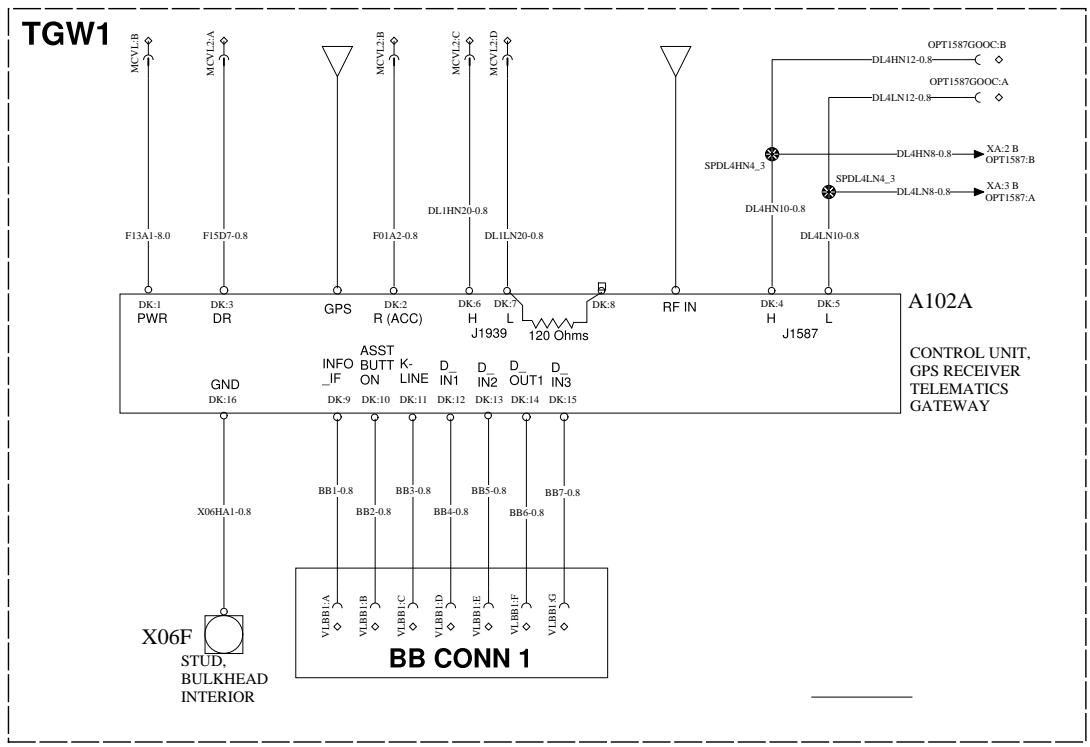 TGW1
MCVL:B
MCVL2:A
MCVL2:B
MCVL2:C
MCVL2:D
OPT1587GOOC:B
DL4HN12-0.8
OPT1587GOOC:A
DL4LN12-0.8
SPDL4HN4_3
DL4HN8-0.8
XA:2 B
OPT1587:B
SPDL4LN4_3
DL4LN8-0.8
XA:3 B
OPT1587:A
DL1HN20-0.8
DL4HN10-0.8
F13A1-8.0
F15D7-0.8
F01A2-0.8
DL1LN20-0.8
DL4LN10-0.8
DK:1
PWR
DK:3
DR
GPS
DK:2
R (ACC)
DK:6
H
DK:7
L
J1939
120 Ohms
DK:8
RF IN
DK:4
H
DK:5
L
J1587
A102A
CONTROL UNIT,
GPS RECEIVER
TELEMATICS
GATEWAY
GND
DK:16
INFO
_IF
DK:9
ASST
BUTT
ON
DK:10
K-
LINE
DK:11
D_
IN1
DK:12
D_
IN2
DK:13
D_
OUT1
DK:14
D_
IN3
DK:15
X06HA1-0.8
BB1-0.8
BB2-0.8
BB3-0.8
BB4-0.8
BB5-0.8
BB6-0.8
BB7-0.8
VLBB1:A
VLBB1:B
VLBB1:C
VLBB1:D
VLBB1:E
VLBB1:F
VLBB1:G
BB CONN 1
X06F
STUD,
BULKHEAD
INTERIOR